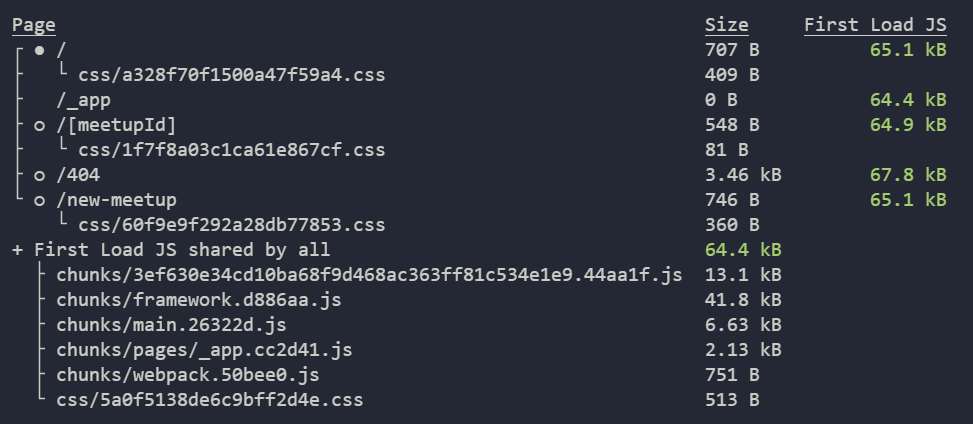 Page Size First Load JS
┌ ● / 707 B 65.1 kB
├   └ css/a328f70f1500a47f59a4.css 409 B
├   /_app 0 B 64.4 kB
├ ○ /[meetupId] 548 B 64.9 kB
├   └ css/1f7f8a03c1ca61e867cf.css 81 B
├ ○ /404 3.46 kB 67.8 kB
└ ○ /new-meetup 746 B 65.1 kB
    └ css/60f9e9f292a28db77853.css 360 B
+ First Load JS shared by all 64.4 kB
  ├ chunks/3ef630e34cd10ba68f9d468ac363ff81c534e1e9.44aa1f.js 13.1 kB
  ├ chunks/framework.d886aa.js 41.8 kB
  ├ chunks/main.26322d.js 6.63 kB
  ├ chunks/pages/_app.cc2d41.js 2.13 kB
  ├ chunks/webpack.50bee0.js 751 B
  └ css/5a0f5138de6c9bff2d4e.css 513 B